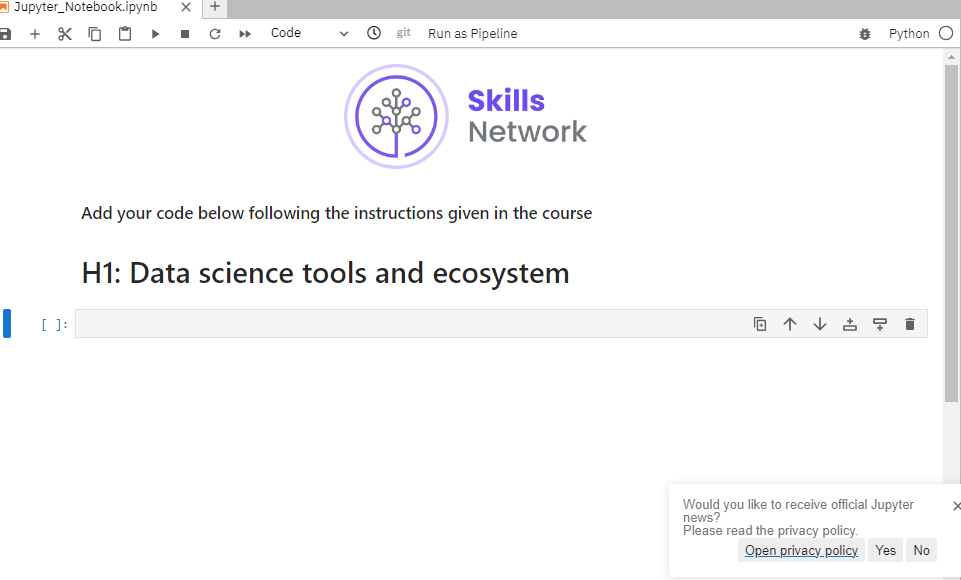 Jupyter_Notebook.ipynb
Code git Run as Pipeline Python
Skills
Network
Add your code below following the instructions given in the course
H1: Data science tools and ecosystem
[ ]:
Would you like to receive official Jupyter
news?
Please read the privacy policy.
Open privacy policy Yes No